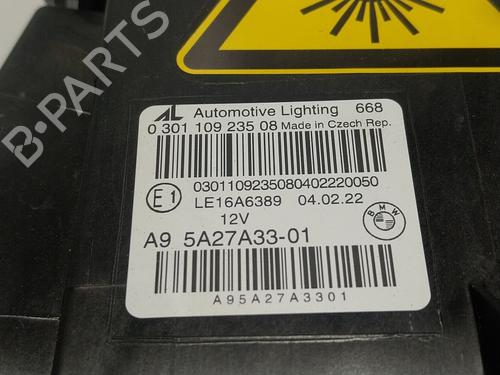 AL Automotive Lighting 668
0 301 109 235 08 Made in Czech Rep.
0301109235080402220050
E1 LE16A6389 04.02.22
12V
BMW
A9 5A27A33-01
A95A27A3301
B-PARTS
B-PARTS